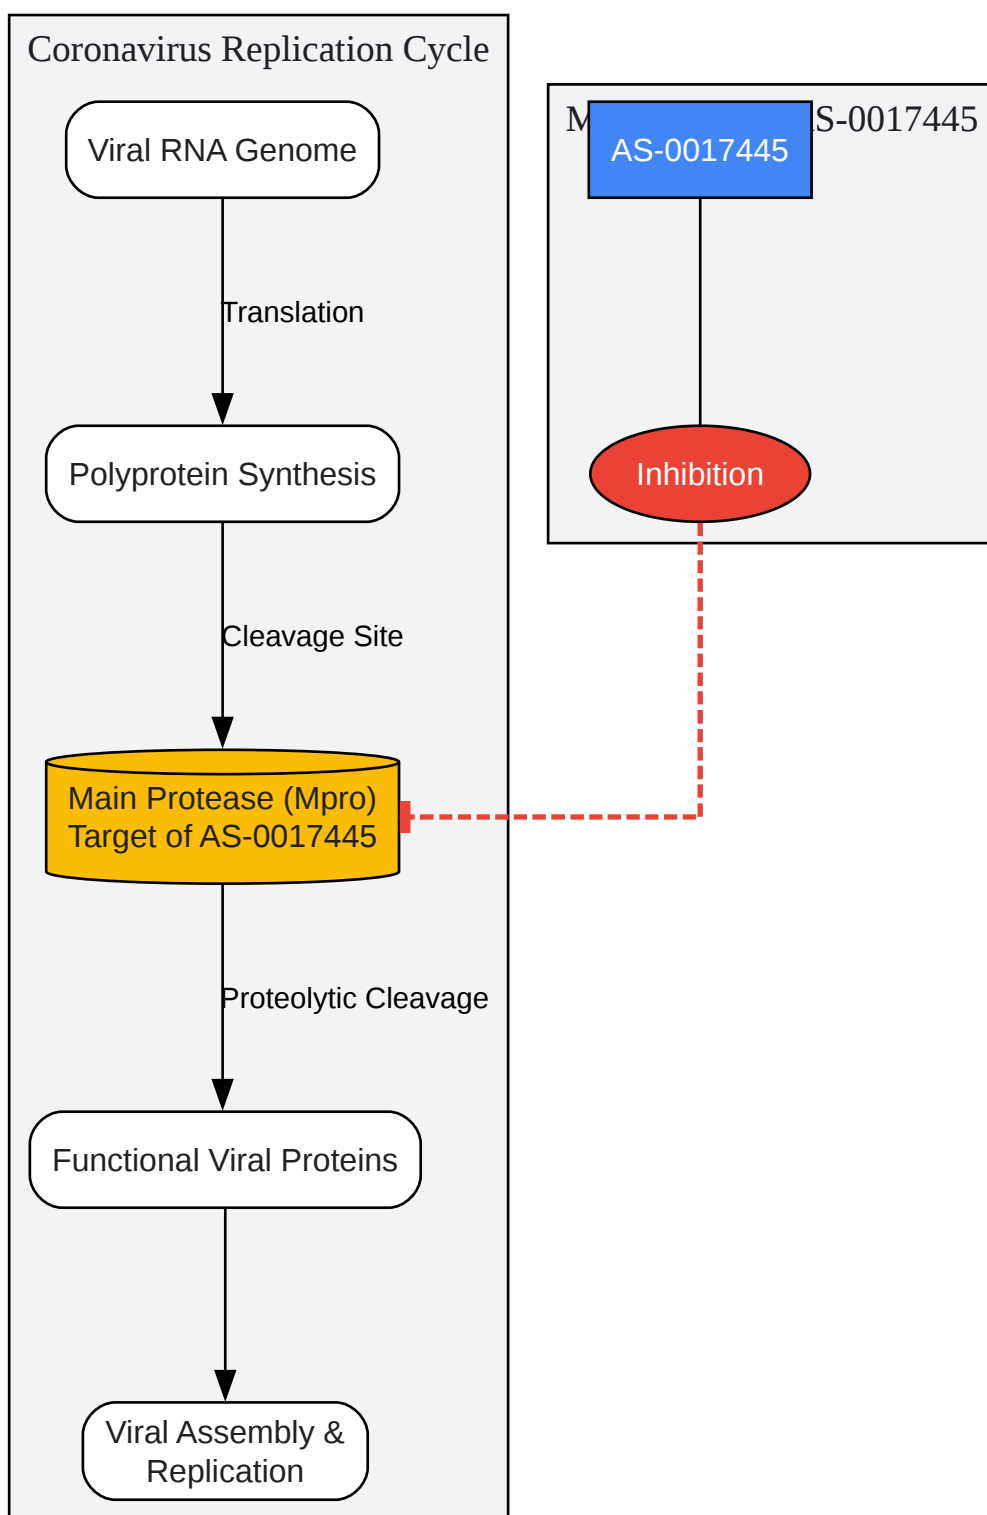 Coronavirus Replication Cycle
Viral RNA Genome
Translation
Polyprotein Synthesis
Cleavage Site
Main Protease (Mpro)
Target of AS-0017445
Proteolytic Cleavage
Functional Viral Proteins
Viral Assembly &
Replication
S-0017445
AS-0017445
Inhibition